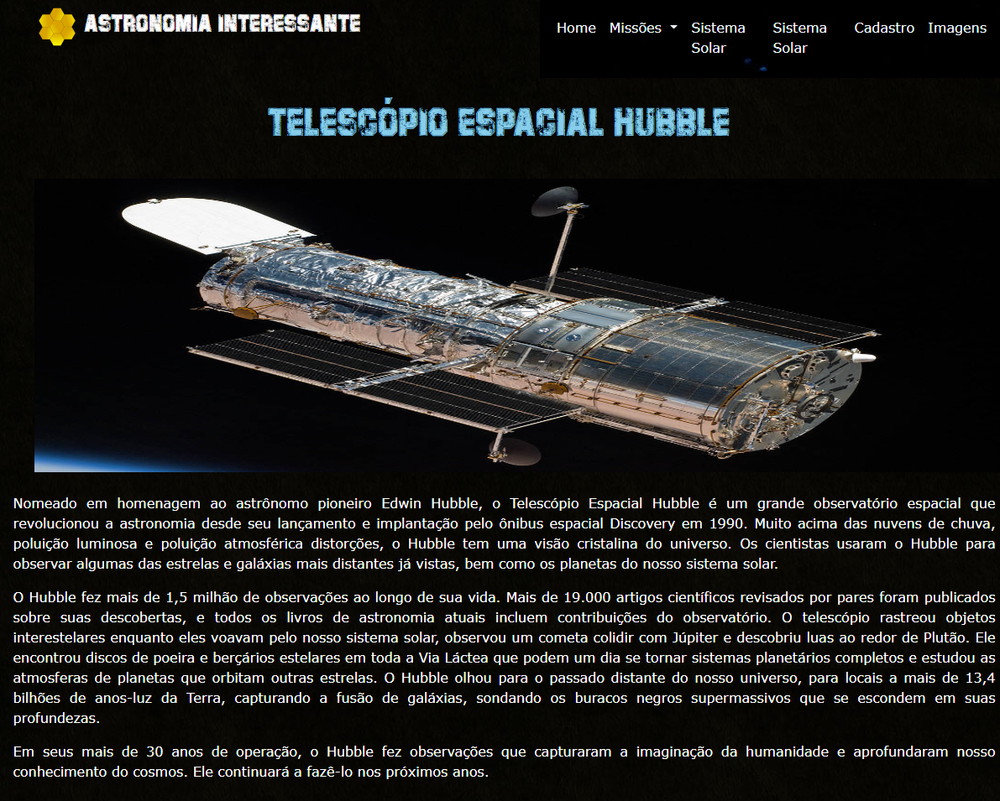 ASTRONOMIA INTERESSANTE
Home Missões Sistema Solar Sistema Solar Cadastro Imagens
TELESCÓPIO ESPACIAL HUBBLE
Nomeado em homenagem ao astrônomo pioneiro Edwin Hubble, o Telescópio Espacial Hubble é um grande observatório espacial que
revolucionou a astronomia desde seu lançamento e implantação pelo ônibus espacial Discovery em 1990. Muito acima das nuvens de chuva,
poluição luminosa e poluição atmosférica distorções, o Hubble tem uma visão cristalina do universo. Os cientistas usaram o Hubble para
observar algumas das estrelas e galáxias mais distantes já vistas, bem como os planetas do nosso sistema solar.
O Hubble fez mais de 1,5 milhão de observações ao longo de sua vida. Mais de 19.000 artigos científicos revisados por pares foram publicados
sobre suas descobertas, e todos os livros de astronomia atuais incluem contribuições do observatório. O telescópio rastreou objetos
interestelares enquanto eles voavam pelo nosso sistema solar, observou um cometa colidir com Júpiter e descobriu luas ao redor de Plutão. Ele
encontrou discos de poeira e berçários estelares em toda a Via Láctea que podem um dia se tornar sistemas planetários completos e estudou as
atmosferas de planetas que orbitam outras estrelas. O Hubble olhou para o passado distante do nosso universo, para locais a mais de 13,4
bilhões de anos-luz da Terra, capturando a fusão de galáxias, sondando os buracos negros supermassivos que se escondem em suas
profundezas.
Em seus mais de 30 anos de operação, o Hubble fez observações que capturaram a imaginação da humanidade e aprofundaram nosso
conhecimento do cosmos. Ele continuará a fazê-lo nos próximos anos.